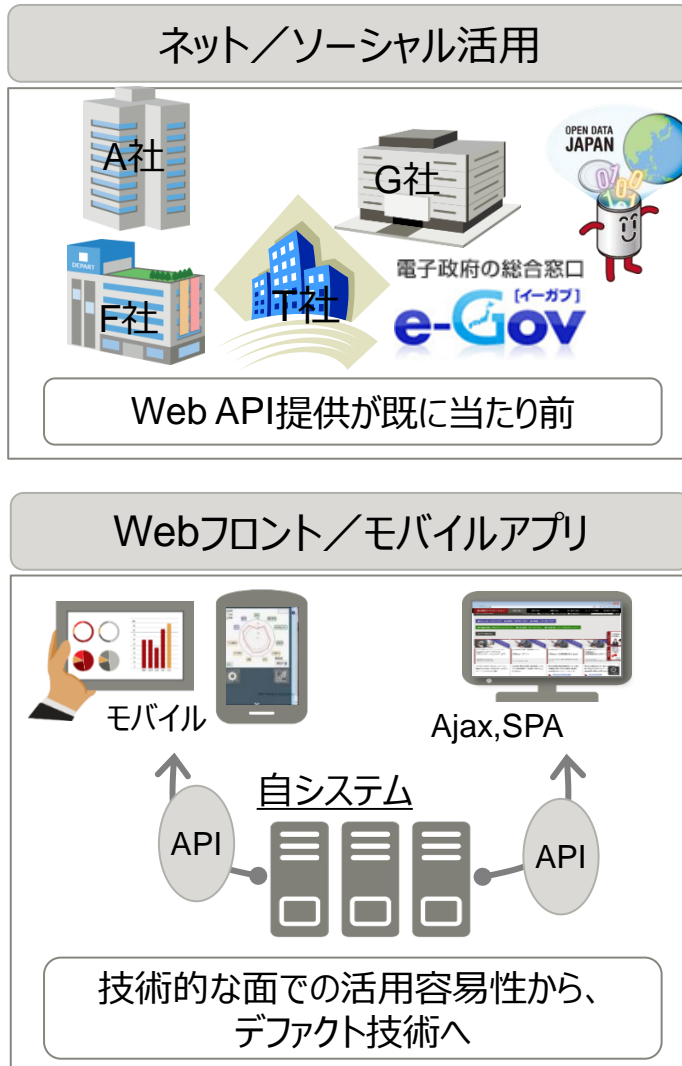 ネット／ソーシャル活用
A社
G社
OPEN DATA
JAPAN
DEPART
F社
T社
電子政府の総合窓口
[イーガブ]
e-Gov
Web API提供が既に当たり前
Webフロント／モバイルアプリ
モバイル
Ajax,SPA
自システム
API
API
技術的な面での活用容易性から、
デファクト技術へ